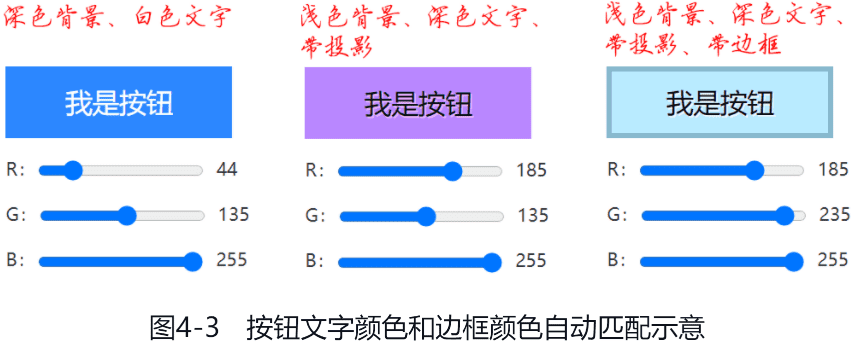 深色背景、白色文字
浅色背景、深色文字、
带投影
浅色背景、深色文字、
带投影、带边框
我是按钮
我是按钮
我是按钮
R: 44
R: 185
R: 185
G: 135
G: 135
G: 235
B: 255
B: 255
B: 255
图4-3 按钮文字颜色和边框颜色自动匹配示意